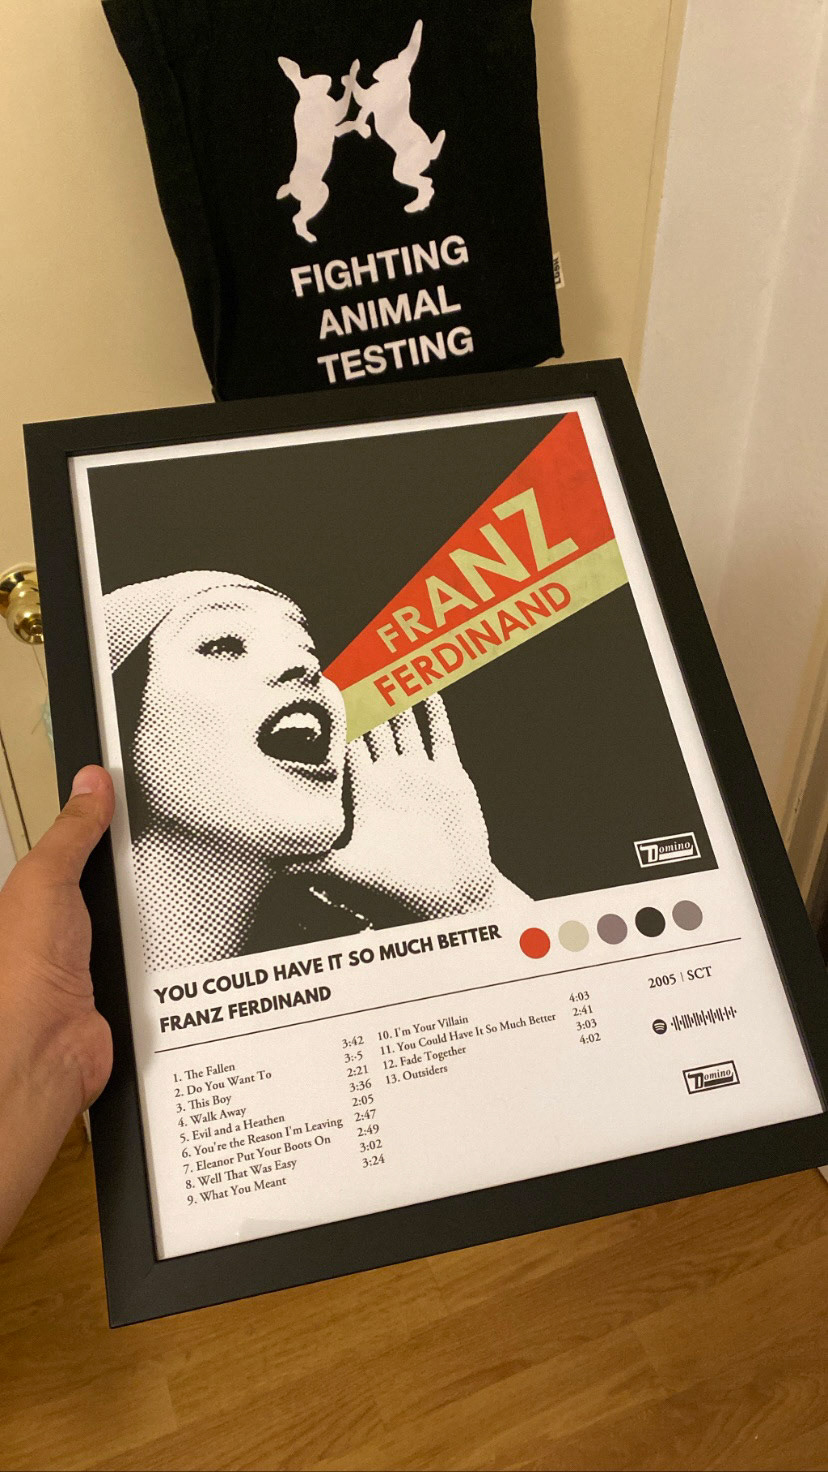 FIGHTING
ANIMAL
TESTING
LUSH
FRANZ
FERDINAND
Domino
YOU COULD HAVE IT SO MUCH BETTER
FRANZ FERDINAND
1. The Fallen 3:42
2. Do You Want To 3:-5
3. This Boy 2:21
4. Walk Away 3:36
5. Evil and a Heathen 2:05
6. You're the Reason I'm Leaving 2:47
7. Eleanor Put Your Boots On 2:49
8. Well That Was Easy 3:02
9. What You Meant 3:24
10. I'm Your Villain 4:03
11. You Could Have It So Much Better 2:41
12. Fade Together 3:03
13. Outsiders 4:02
2005 | SCT
Domino